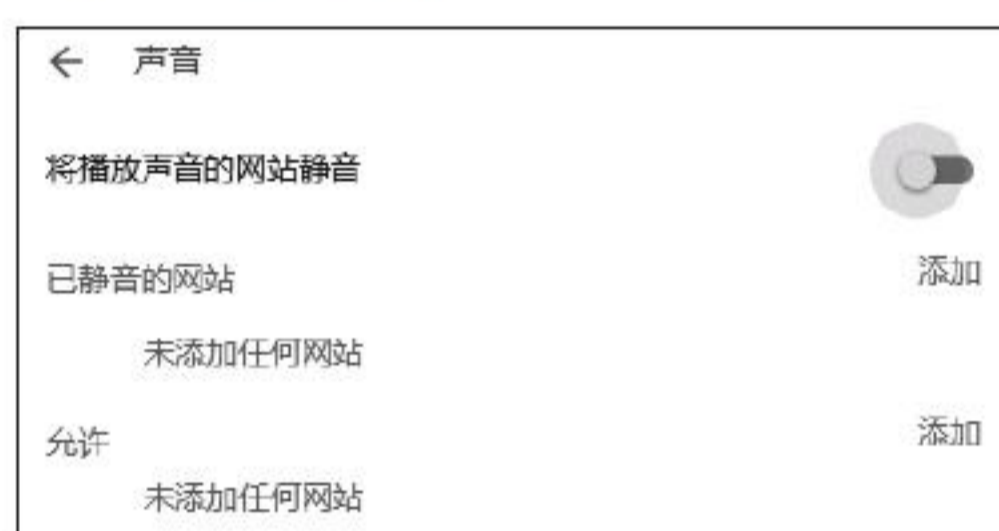 声音
将播放声音的网站静音
已静音的网站 添加
未添加任何网站
允许 添加
未添加任何网站